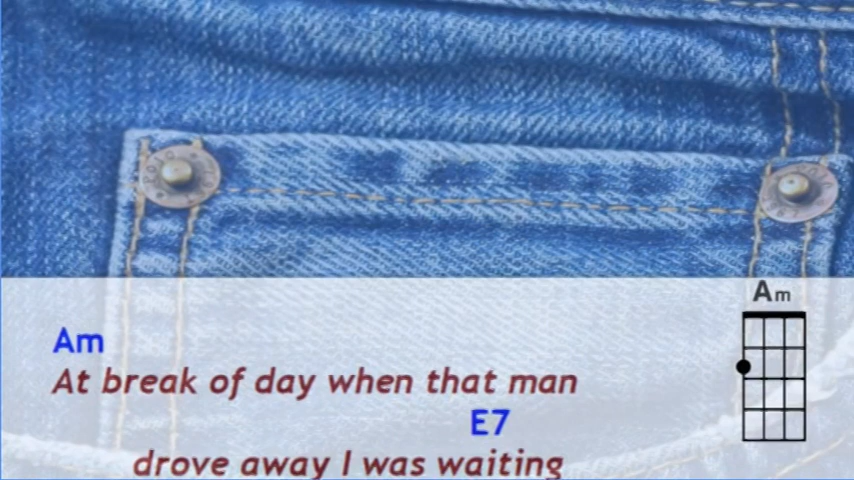 Am
Am
At break of day when that man
E7
drove away I was waiting